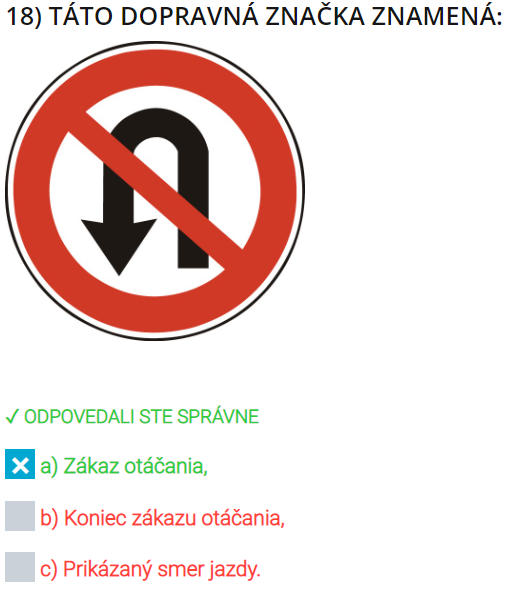 18) TÁTO DOPRAVNÁ ZNAČKA ZNAMENÁ:
✓ ODPOVEDALI STE SPRÁVNE
a) Zákaz otáčania,
b) Koniec zákazu otáčania,
c) Prikázaný smer jazdy.